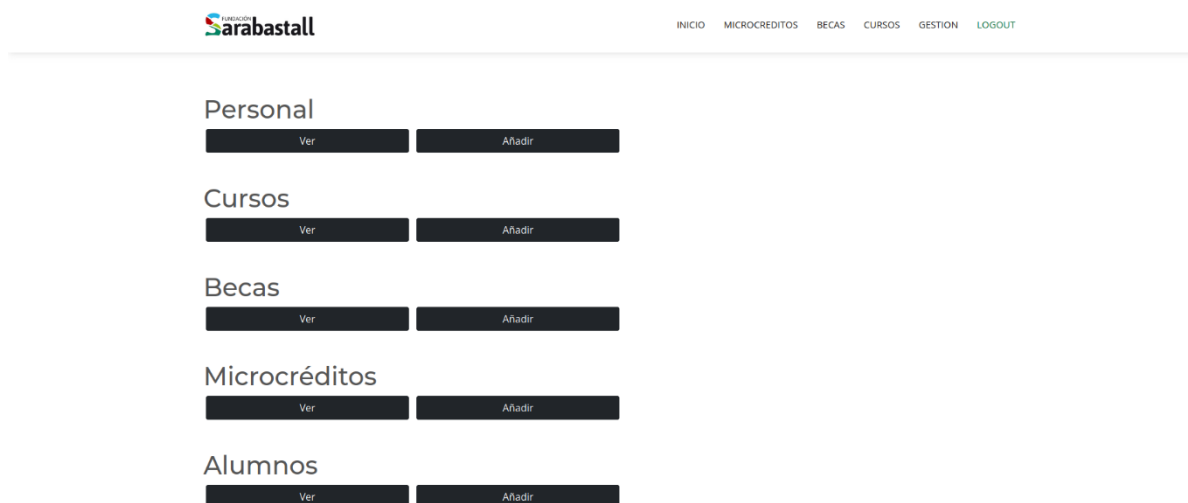 FUNDACIÓN
Sarabastall
INICIO MICROCREDITOS BECAS CURSOS GESTION LOGOUT
Personal
Ver Añadir
Cursos
Ver Añadir
Becas
Ver Añadir
Microcréditos
Ver Añadir
Alumnos
Ver Añadir